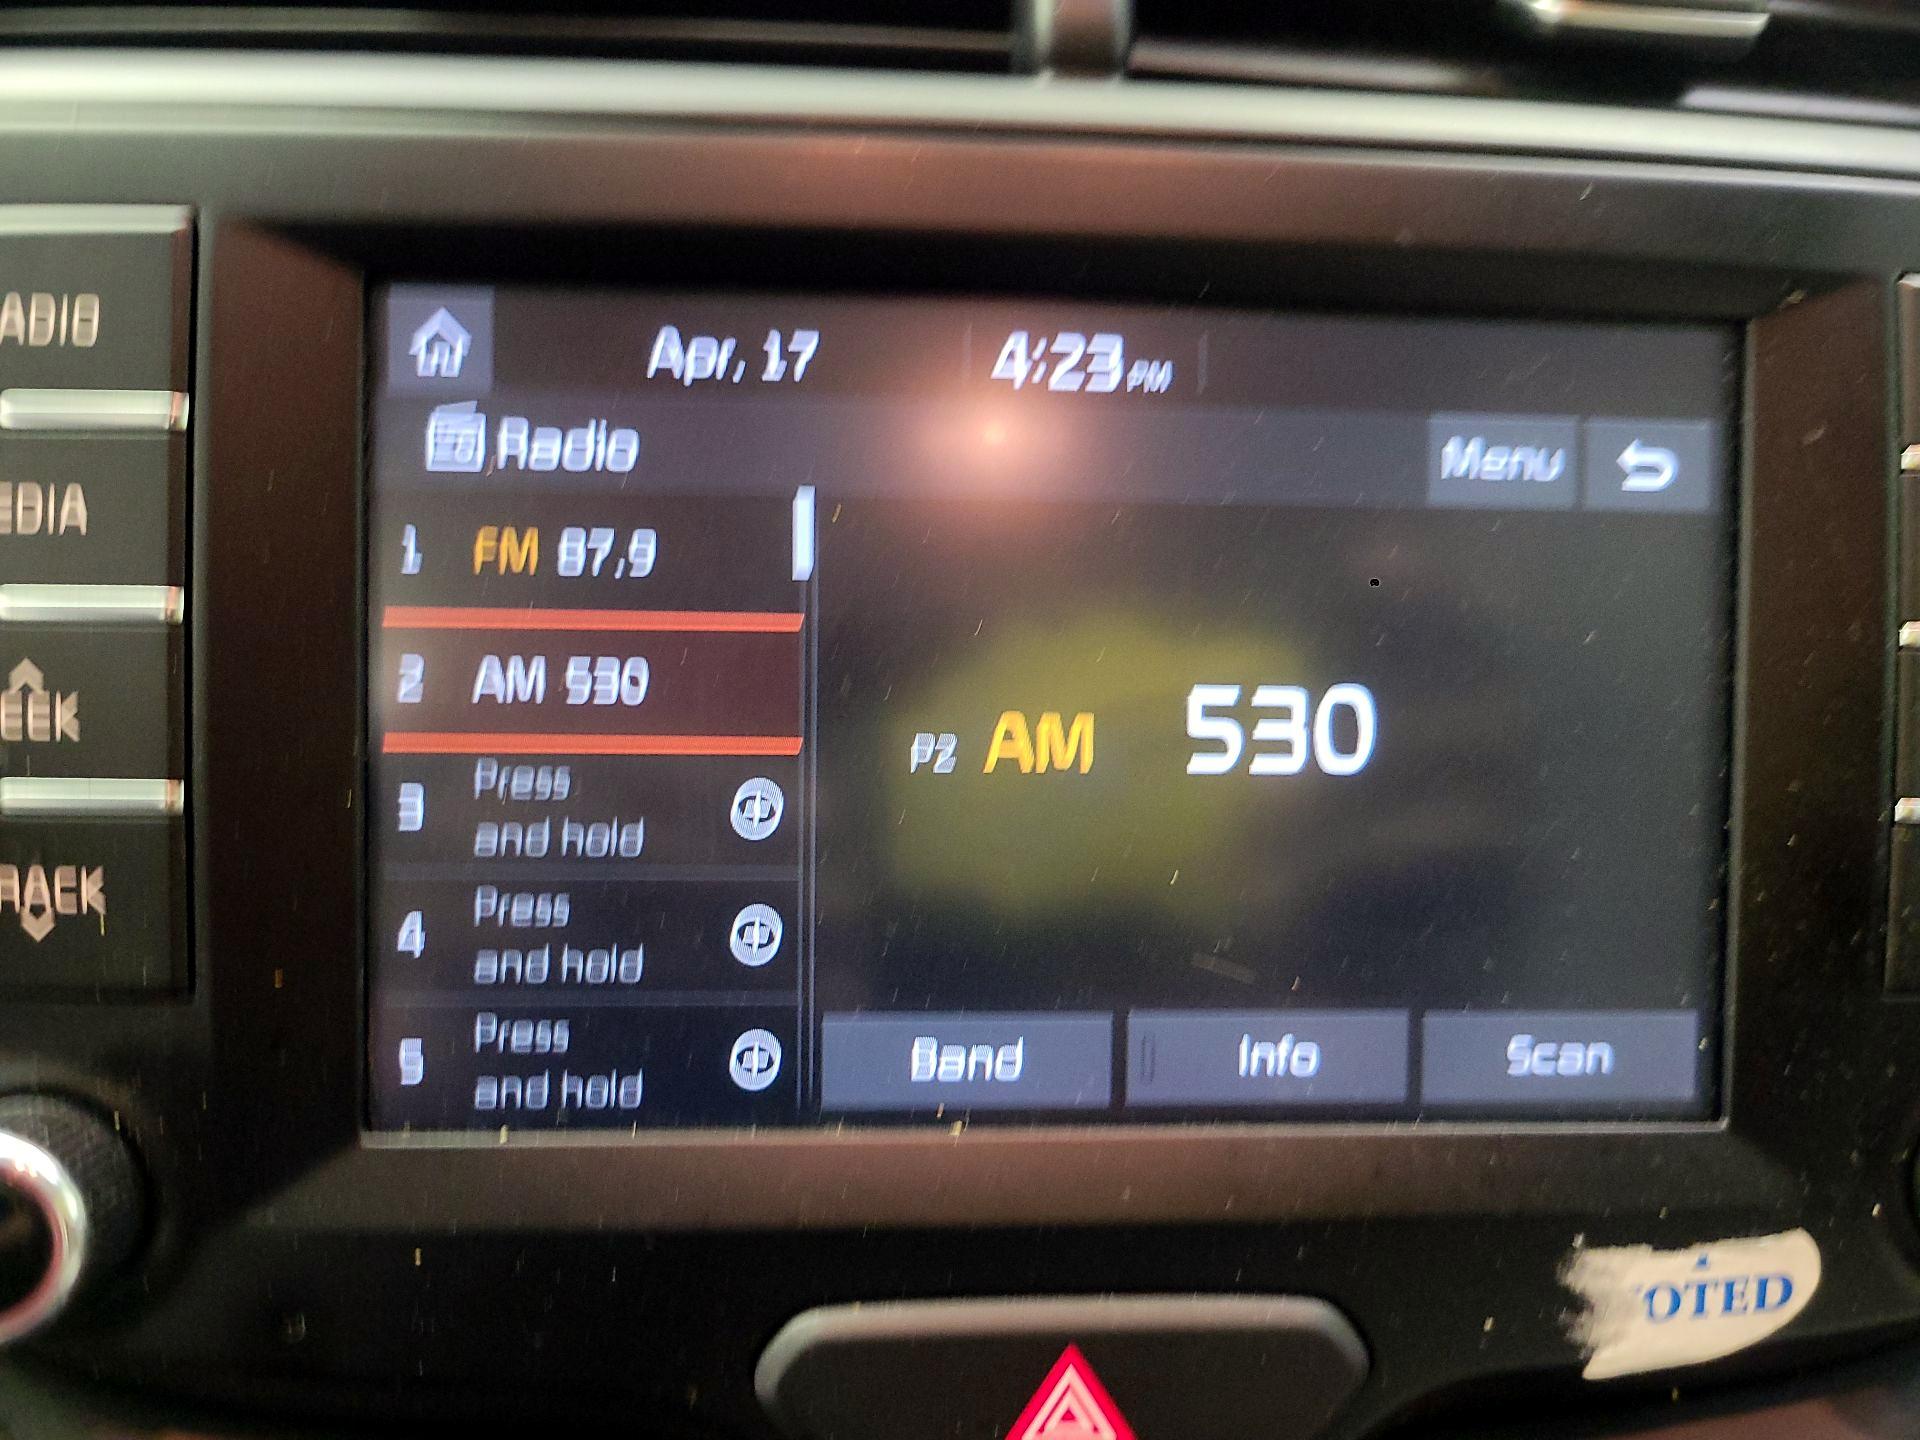 ADIO
EDIA
EEK
RACK
Apr, 17 4:23 PM
Radio
Menu
1 FM 87.9
2 AM 530
3 Press
and hold
4 Press
and hold
5 Press
and hold
P2 AM 530
Band
Info
Scan
OTED